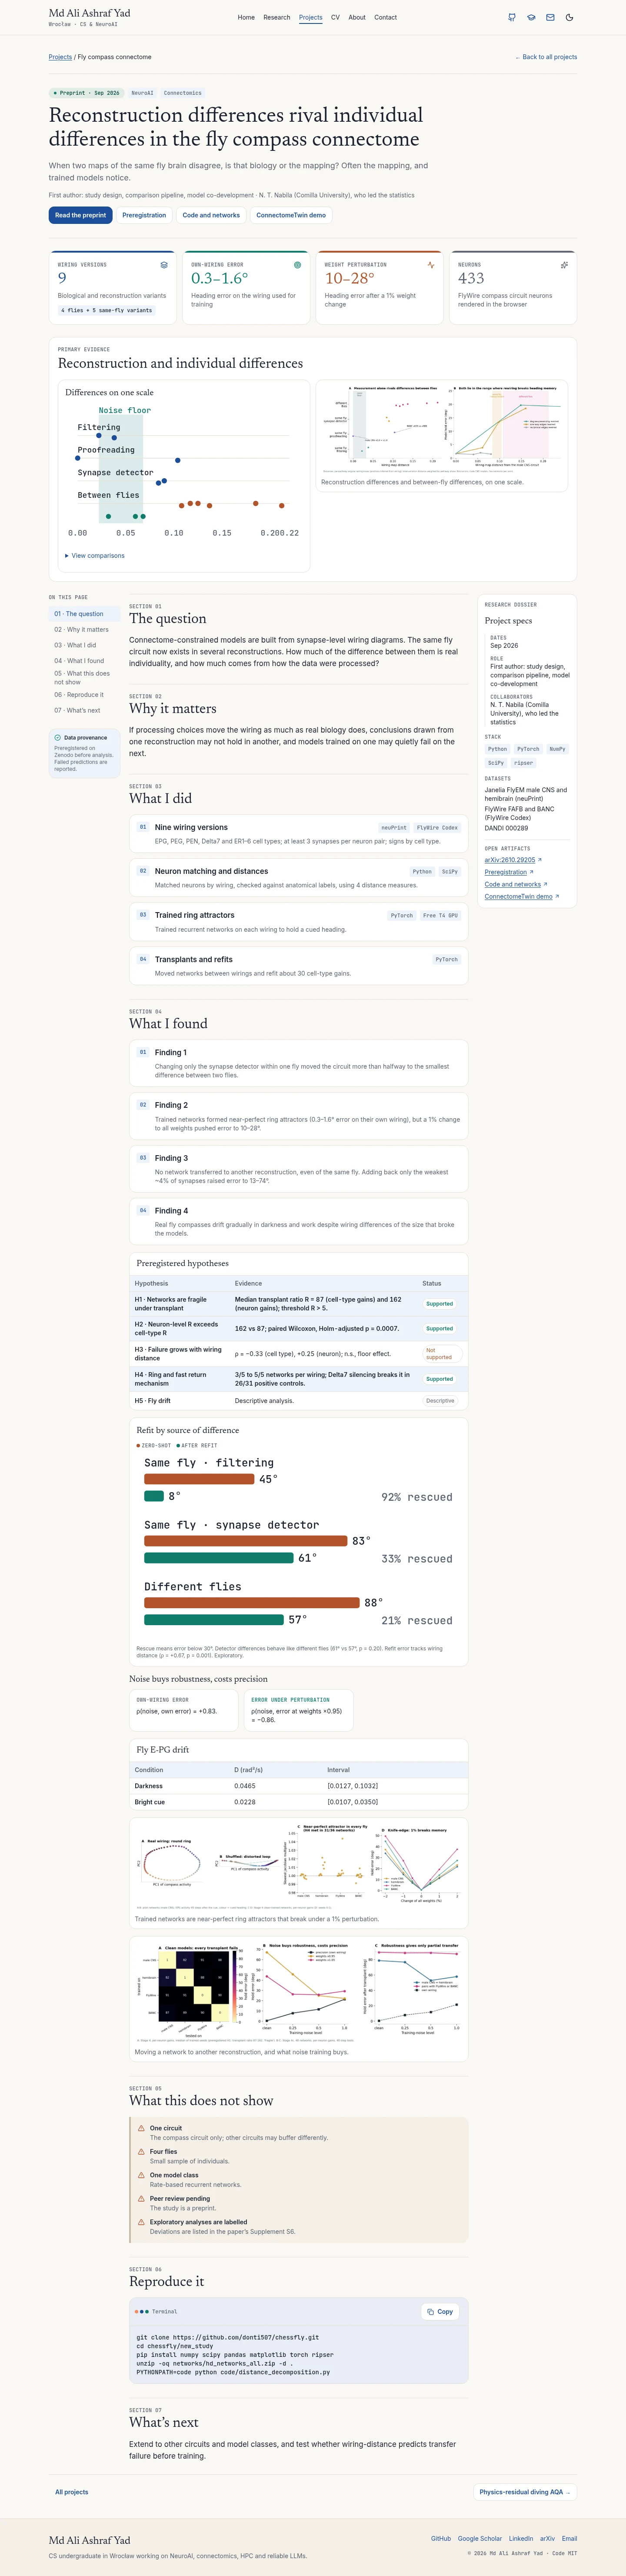 Md Ali Ashraf Yad
Wrocław · CS & NeuroAI
Home Research Projects CV About Contact
Projects / Fly compass connectome
← Back to all projects
Preprint · Sep 2026
NeuroAI
Connectomics
Reconstruction differences rival individual
differences in the fly compass connectome
When two maps of the same fly brain disagree, is that biology or the mapping? Often the mapping, and
trained models notice.
First author: study design, comparison pipeline, model co-development · N. T. Nabila (Comilla University), who led the statistics
Read the preprint
Preregistration
Code and networks
ConnectomeTwin demo
WIRING VERSIONS
9
Biological and reconstruction variants
4 flies + 5 same-fly variants
OWN-WIRING ERROR
0.3–1.6°
Heading error on the wiring used for
training
WEIGHT PERTURBATION
10–28°
Heading error after a 1% weight
change
NEURONS
433
FlyWire compass circuit neurons
rendered in the browser
PRIMARY EVIDENCE
Reconstruction and individual differences
Differences on one scale
Noise floor
Filtering
Proofreading
Synapse detector
Between flies
0.00 0.05 0.10 0.15 0.200.22
View comparisons
Reconstruction differences and between-fly differences, on one scale.
ON THIS PAGE
01 · The question
02 · Why it matters
03 · What I did
04 · What I found
05 · What this does
not show
06 · Reproduce it
07 · What's next
Data provenance
Preregistered on
Zenodo before analysis.
Failed predictions are
reported.
SECTION 01
The question
Connectome-constrained models are built from synapse-level wiring diagrams. The same fly
circuit now exists in several reconstructions. How much of the difference between them is real
individuality, and how much comes from how the data were processed?
SECTION 02
Why it matters
If processing choices move the wiring as much as real biology does, conclusions drawn from
one reconstruction may not hold in another, and models trained on one may quietly fail on the
next.
SECTION 03
What I did
01
Nine wiring versions
neuPrint
FlyWire Codex
EPG, PEG, PEN, Delta7 and ER1–6 cell types; at least 3 synapses per neuron pair; signs by cell type.
02
Neuron matching and distances
Python
SciPy
Matched neurons by wiring, checked against anatomical labels, using 4 distance measures.
03
Trained ring attractors
PyTorch
Free T4 GPU
Trained recurrent networks on each wiring to hold a cued heading.
04
Transplants and refits
PyTorch
Moved networks between wirings and refit about 30 cell-type gains.
SECTION 04
What I found
01
Finding 1
Changing only the synapse detector within one fly moved the circuit more than halfway to the smallest
difference between two flies.
02
Finding 2
Trained networks formed near-perfect ring attractors (0.3–1.6° error on their own wiring), but a 1% change
to all weights pushed error to 10–28°.
03
Finding 3
No network transferred to another reconstruction, even of the same fly. Adding back only the weakest
~4% of synapses raised error to 13–74°.
04
Finding 4
Real fly compasses drift gradually in darkness and work despite wiring differences of the size that broke
the models.
Preregistered hypotheses
Hypothesis Evidence Status
H1 · Networks are fragile
under transplant
Median transplant ratio R = 87 (cell-type gains) and 162
(neuron gains); threshold R > 5.
Supported
H2 · Neuron-level R exceeds
cell-type R
162 vs 87; paired Wilcoxon, Holm-adjusted p = 0.0007.
Supported
H3 · Failure grows with wiring
distance
ρ = −0.33 (cell type), +0.25 (neuron); n.s., floor effect.
Not
supported
H4 · Ring and fast return
mechanism
3/5 to 5/5 networks per wiring; Delta7 silencing breaks it in
26/31 positive controls.
Supported
H5 · Fly drift
Descriptive analysis.
Descriptive
Refit by source of difference
ZERO-SHOT AFTER REFIT
Same fly · filtering
45°
8°
92% rescued
Same fly · synapse detector
83°
61°
33% rescued
Different flies
88°
57°
21% rescued
Rescue means error below 30°. Detector differences behave like different flies (61° vs 57°, p = 0.20). Refit error tracks wiring
distance (ρ = +0.67, p = 0.001). Exploratory.
Noise buys robustness, costs precision
OWN-WIRING ERROR
ρ(noise, own error) = +0.83.
ERROR UNDER PERTURBATION
ρ(noise, error at weights ×0.95)
= −0.86.
Fly E-PG drift
Condition D (rad²/s) Interval
Darkness 0.0465 [0.0127, 0.1032]
Bright cue 0.0228 [0.0107, 0.0350]
Trained networks are near-perfect ring attractors that break under a 1% perturbation.
Moving a network to another reconstruction, and what noise training buys.
SECTION 05
What this does not show
One circuit
The compass circuit only; other circuits may buffer differently.
Four flies
Small sample of individuals.
One model class
Rate-based recurrent networks.
Peer review pending
The study is a preprint.
Exploratory analyses are labelled
Deviations are listed in the paper's Supplement S6.
SECTION 06
Reproduce it
Terminal
Copy
git clone https://github.com/donti507/chessfly.git
cd chessfly/new_study
pip install numpy scipy pandas matplotlib torch ripser
unzip -oq networks/hd_networks_all.zip -d .
PYTHONPATH=code python code/distance_decomposition.py
SECTION 07
What's next
Extend to other circuits and model classes, and test whether wiring-distance predicts transfer
failure before training.
RESEARCH DOSSIER
Project specs
DATES
Sep 2026
ROLE
First author: study design,
comparison pipeline, model
co-development
COLLABORATORS
N. T. Nabila (Comilla
University), who led the
statistics
STACK
Python
PyTorch
NumPy
SciPy
ripser
DATASETS
Janelia FlyEM male CNS and
hemibrain (neuPrint)
FlyWire FAFB and BANC
(FlyWire Codex)
DANDI 000289
OPEN ARTIFACTS
arXiv:2610.29205 ↗
Preregistration ↗
Code and networks ↗
ConnectomeTwin demo ↗
All projects
Physics-residual diving AQA →
Md Ali Ashraf Yad
CS undergraduate in Wrocław working on NeuroAI, connectomics, HPC and reliable LLMs.
GitHub Google Scholar LinkedIn arXiv Email
© 2026 Md Ali Ashraf Yad · Code MIT